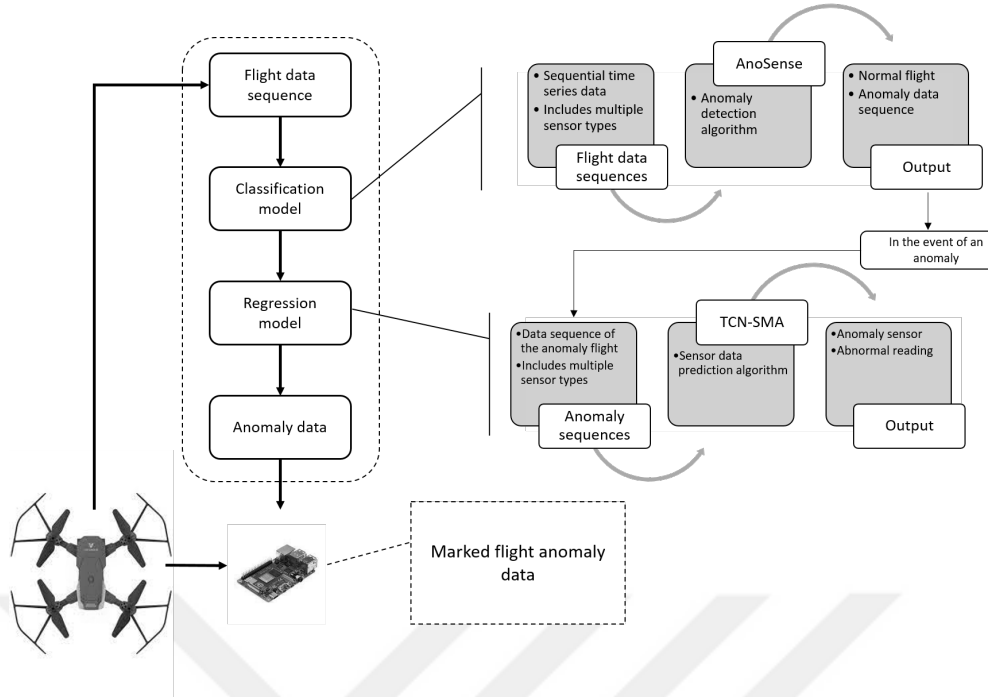 Flight data
sequence
Classification
model
Regression
model
Anomaly data
• Sequential time
series data
• Includes multiple
sensor types
Flight data
sequences
AnoSense
• Anomaly
detection
algorithm
• Normal flight
• Anomaly data
sequence
Output
In the event of an
anomaly
•Data sequence of
the anomaly flight
•Includes multiple
sensor types
Anomaly
sequences
TCN-SMA
•Sensor data
prediction algorithm
•Anomaly sensor
•Abnormal reading
Output
Marked flight anomaly
data